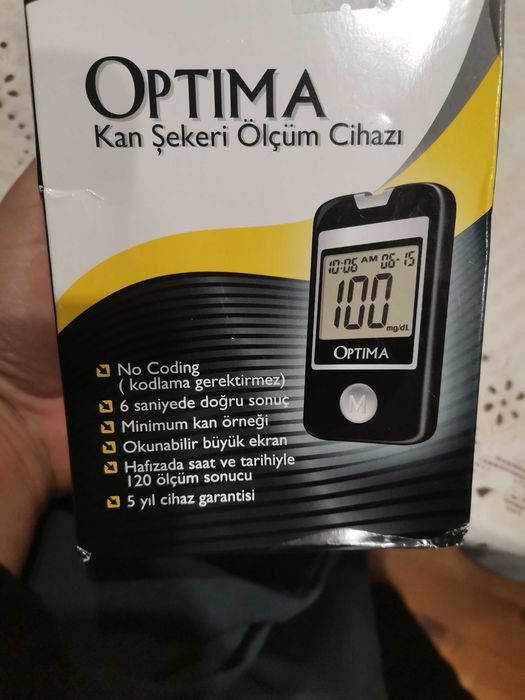 OPTIMA
Kan Şekeri Ölçüm Cihazı
10:06 AM 06-15
100
mg/dL
OPTIMA
M
No Coding
( kodlama gerektirmez)
6 saniyede doğru sonuç
Minimum kan örneği
Okunabilir büyük ekran
Hafızada saat ve tarihiyle
120 ölçüm sonucu
5 yıl cihaz garantisi